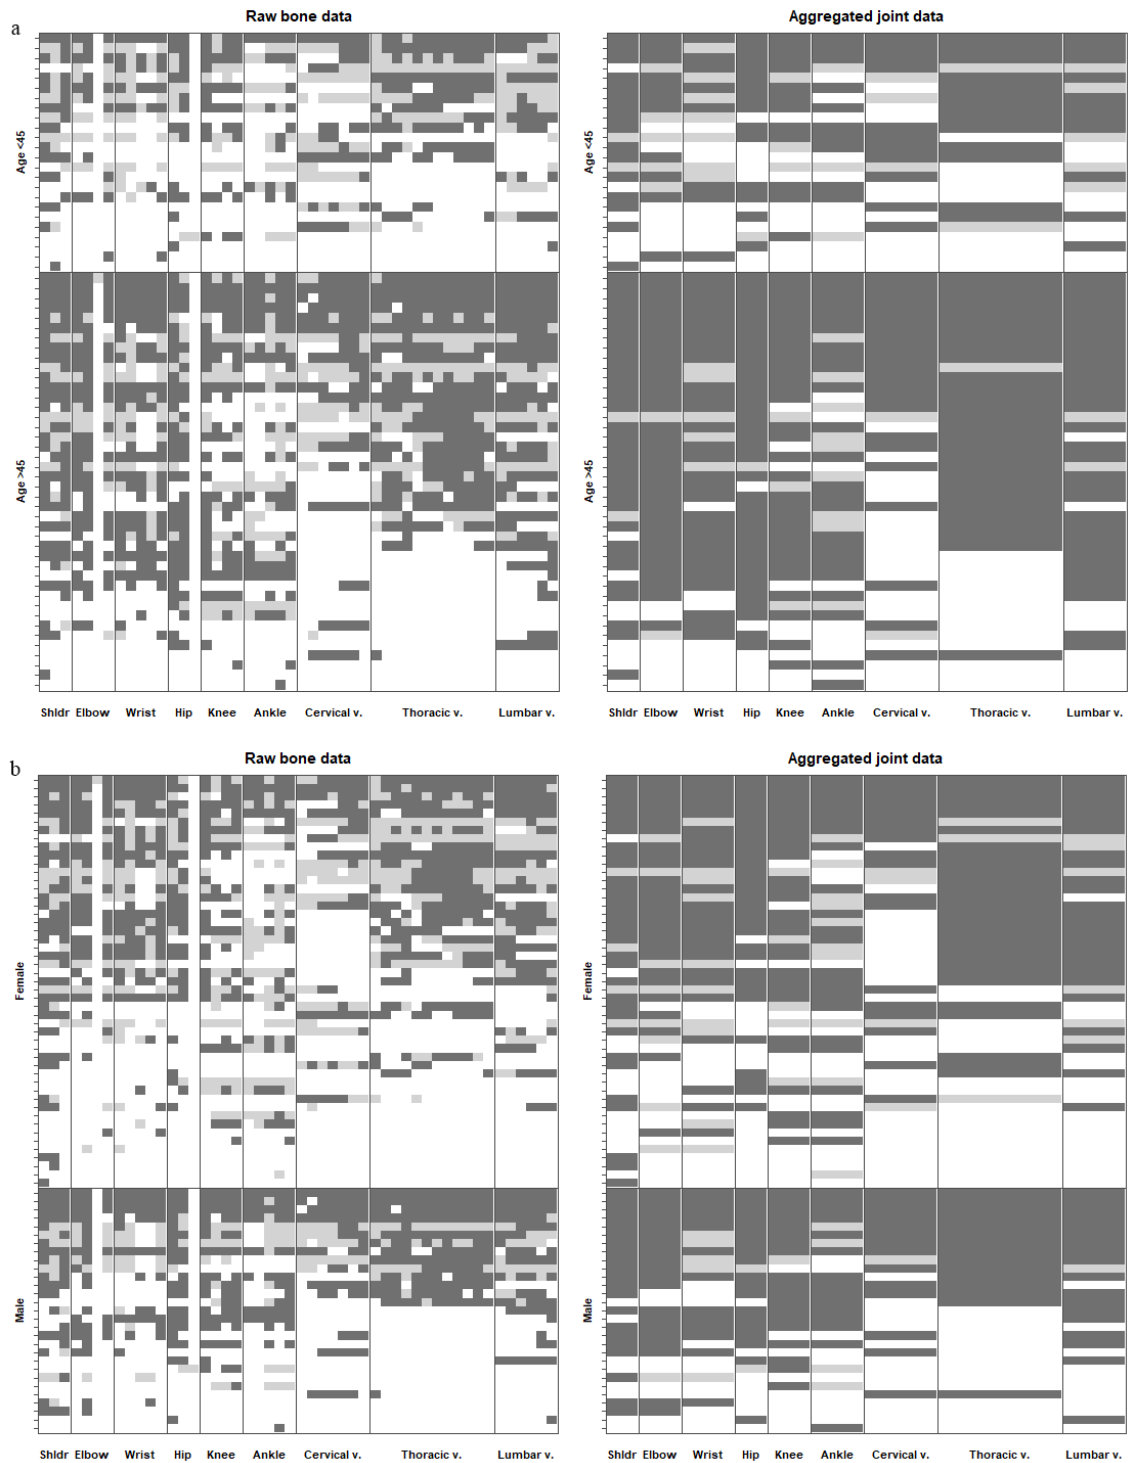 a
Raw bone data
Aggregated joint data
Age <45
Age <45
Age >45
Age >45
Shldr Elbow Wrist Hip Knee Ankle Cervical v. Thoracic v. Lumbar v.
Shldr Elbow Wrist Hip Knee Ankle Cervical v. Thoracic v. Lumbar v.
b
Raw bone data
Aggregated joint data
Female
Female
Male
Male
Shldr Elbow Wrist Hip Knee Ankle Cervical v. Thoracic v. Lumbar v.
Shldr Elbow Wrist Hip Knee Ankle Cervical v. Thoracic v. Lumbar v.